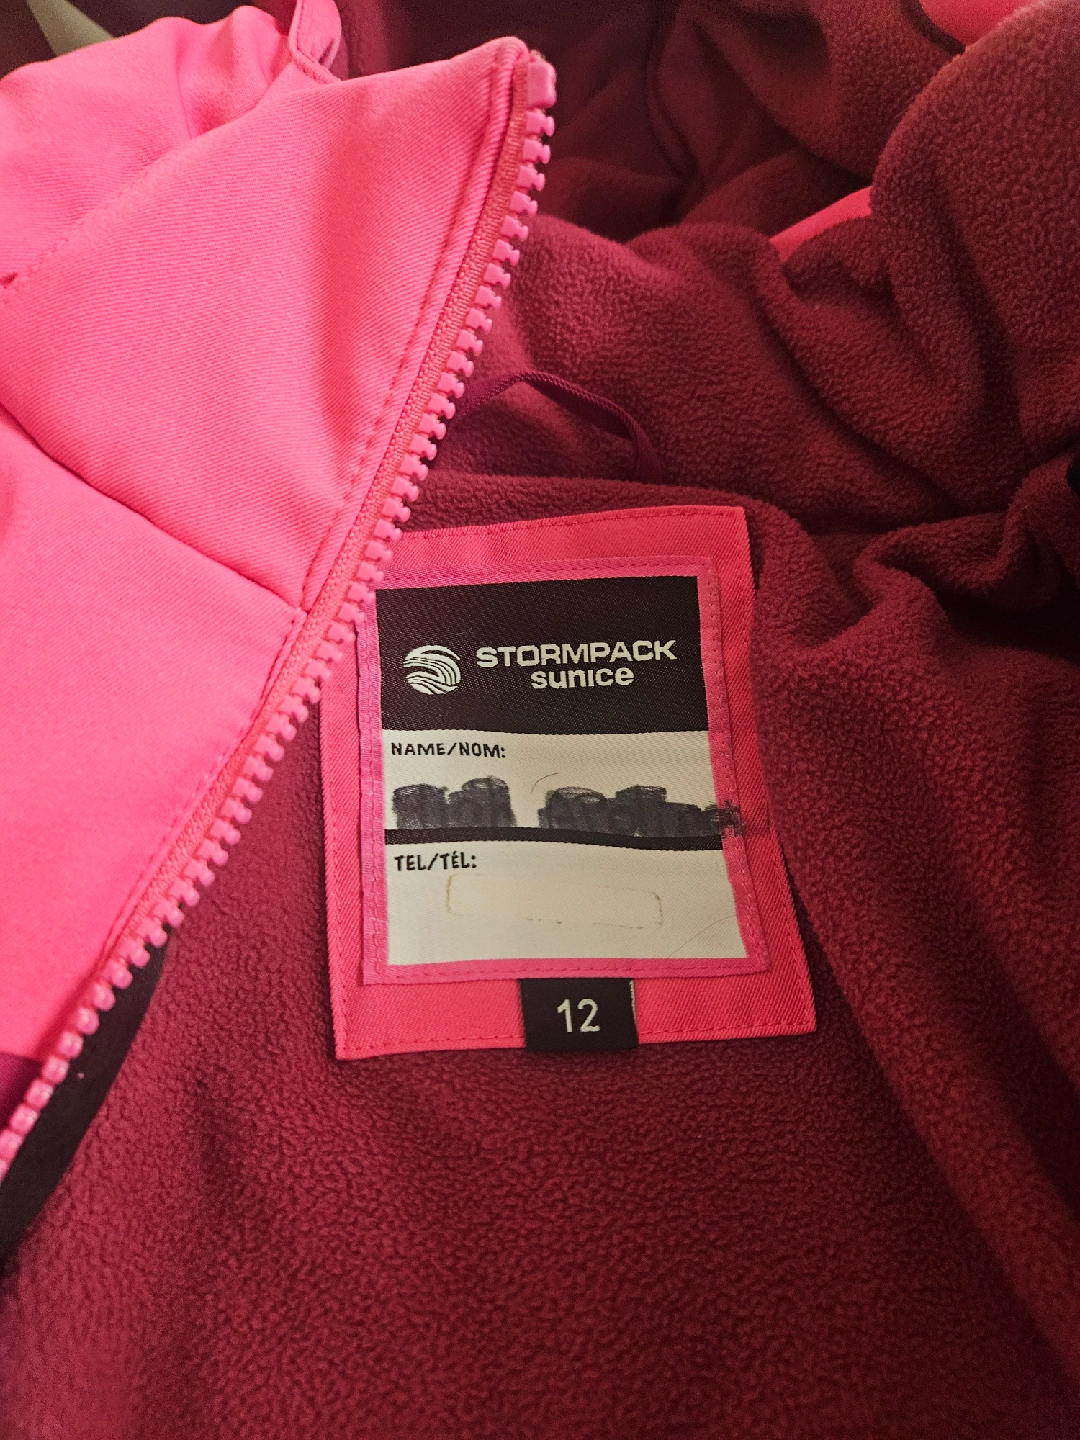 STORMPACK
sunice
NAME/NOM:
TEL/TÉL:
12